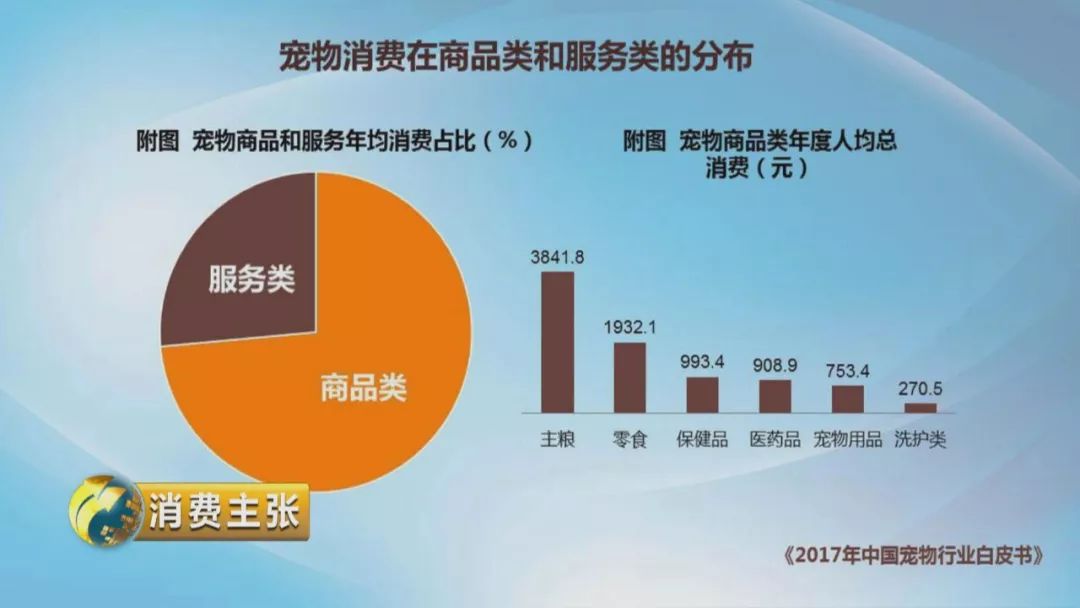 宠物消费在商品类和服务类的分布
附图 宠物商品和服务年均消费占比（%）
服务类
商品类
附图 宠物商品类年度人均总
消费（元）
3841.8
1932.1
993.4
908.9
753.4
270.5
主粮
零食
保健品
医药品
宠物用品
洗护类
消费主张
《2017年中国宠物行业白皮书》